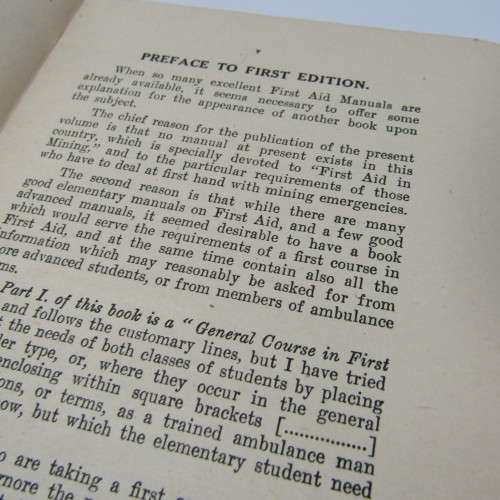 v
PREFACE TO FIRST EDITION.
When so many excellent First Aid Manuals are
already available, it seems necessary to offer some
explanation for the appearance of another book upon
the subject.
The chief reason for the publication of the present
volume is that no manual at present exists in this
country, which is specially devoted to "First Aid in
Mining," and to the particular requirements of those
who have to deal at first hand with mining emergencies.
The second reason is that while there are many
good elementary manuals on First Aid, and a few good
advanced manuals, it seemed desirable to have a book
which would serve the requirements of a first course in
First Aid, and at the same time contain also all the
information which may reasonably be asked for from
ore advanced students, or from members of ambulance
ms.
Part I. of this book is a " General Course in First
and follows the customary lines, but I have tried
t the needs of both classes of students by placing
ler type, or, where they occur in the general
enclosing within square brackets [...............]
ons, or terms, as a trained ambulance man
ow, but which the elementary student need
o are taking a first